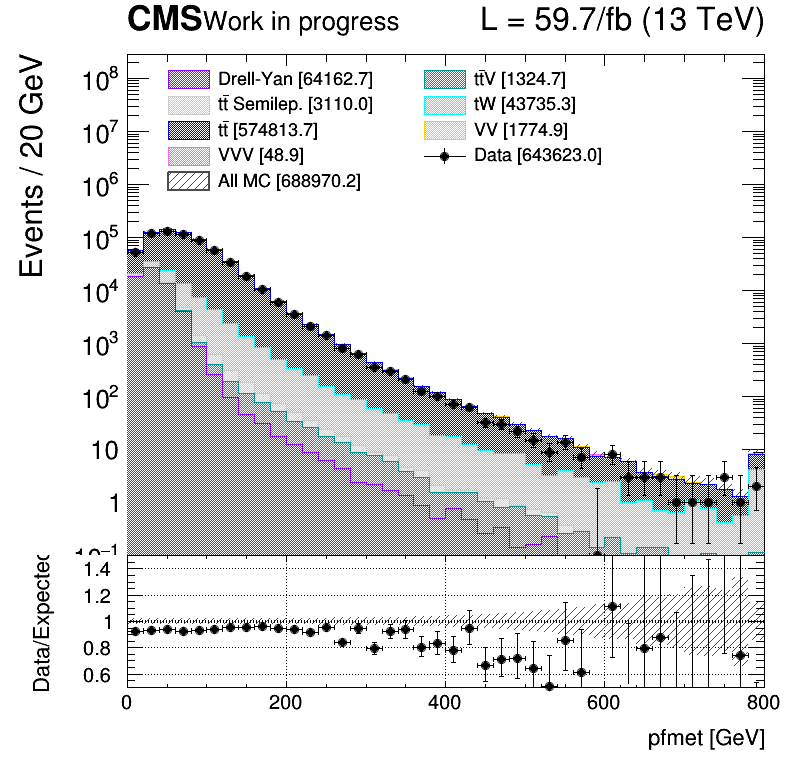 CMS Work in progress L = 59.7/fb (13 TeV)
Events / 20 GeV
Drell-Yan [64162.7] tt̄V [1324.7]
tt̄ Semilep. [3110.0] tW [43735.3]
tt̄ [574813.7] VV [1774.9]
VVV [48.9] Data [643623.0]
All MC [688970.2]
10⁸
10⁷
10⁶
10⁵
10⁴
10³
10²
10
1
10⁻¹
Data/Expected
1.4
1.2
1
0.8
0.6
0 200 400 600 800
pfmet [GeV]